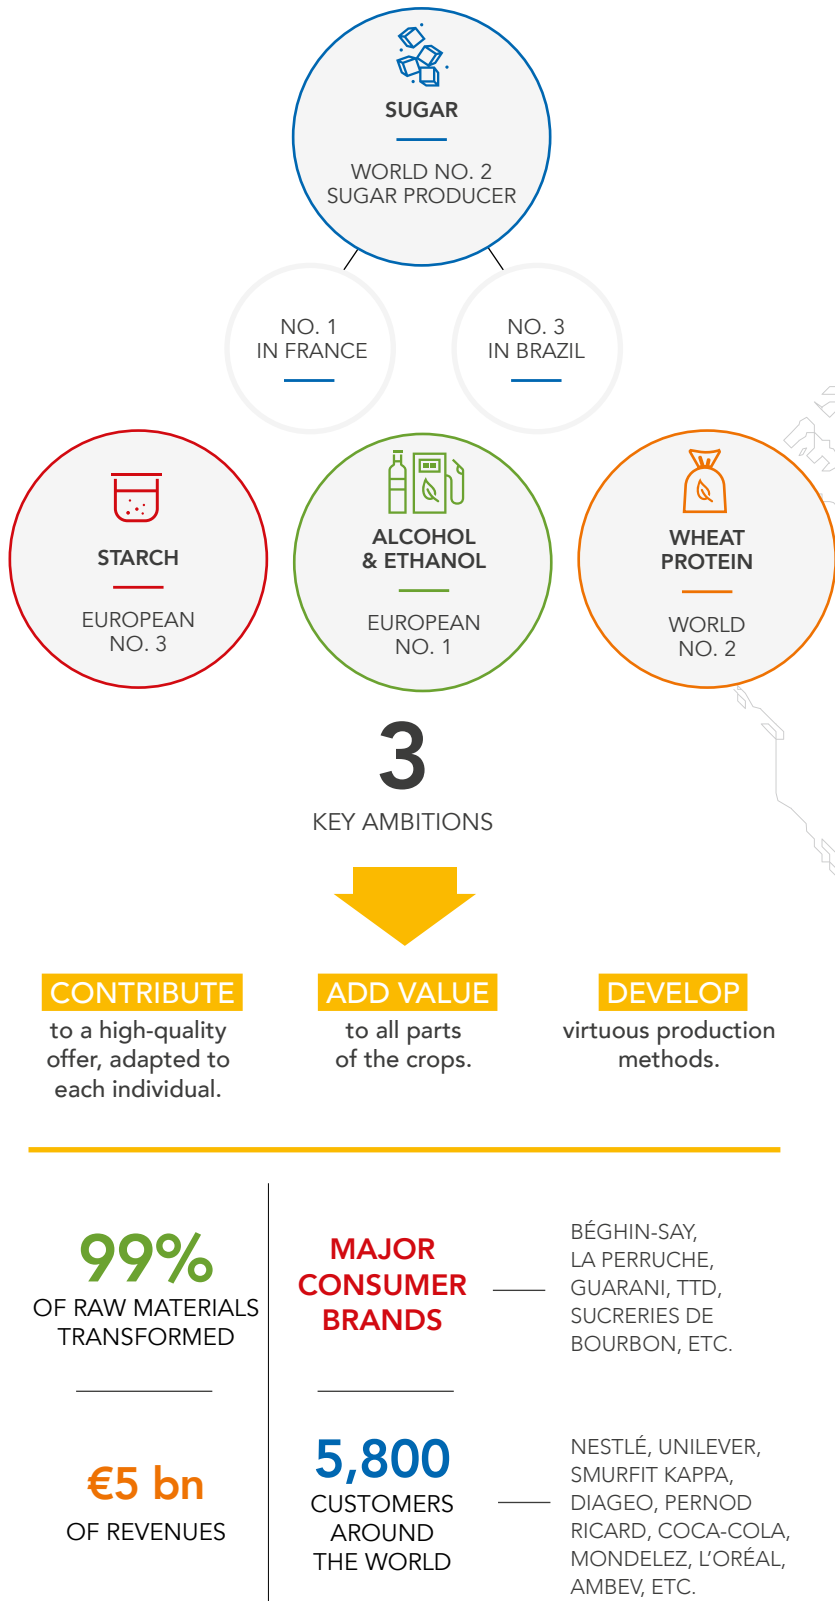 SUGAR
WORLD NO. 2
SUGAR PRODUCER
NO. 1
IN FRANCE
NO. 3
IN BRAZIL
STARCH
EUROPEAN
NO. 3
ALCOHOL
& ETHANOL
EUROPEAN
NO. 1
WHEAT
PROTEIN
WORLD
NO. 2
3
KEY AMBITIONS
CONTRIBUTE
to a high-quality
offer, adapted to
each individual.
ADD VALUE
to all parts
of the crops.
DEVELOP
virtuous production
methods.
99%
OF RAW MATERIALS
TRANSFORMED
€5 bn
OF REVENUES
MAJOR
CONSUMER
BRANDS
BÉGHIN-SAY,
LA PERRUCHE,
GUARANI, TTD,
SUCRERIES DE
BOURBON, ETC.
5,800
CUSTOMERS
AROUND
THE WORLD
NESTLÉ, UNILEVER,
SMURFIT KAPPA,
DIAGEO, PERNOD
RICARD, COCA-COLA,
MONDELEZ, L'ORÉAL,
AMBEV, ETC.